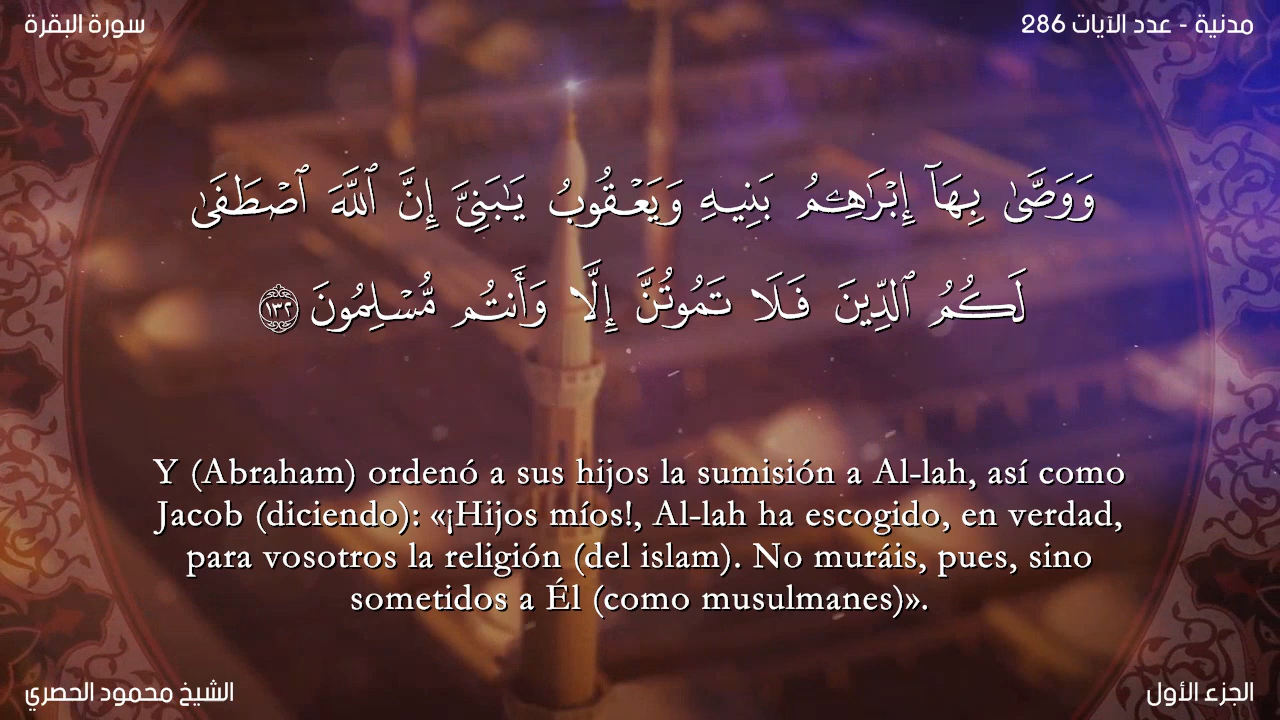 سورة البقرة
مدنية - عدد الآيات 286
وَوَصَّىٰ بِهَآ إِبْرَٰهِـۧمُ بَنِيهِ وَيَعْقُوبُ يَـٰبَنِىَّ إِنَّ ٱللَّهَ ٱصْطَفَىٰ
لَكُمُ ٱلدِّينَ فَلَا تَمُوتُنَّ إِلَّا وَأَنتُم مُّسْلِمُونَ ١٣٢
Y (Abraham) ordenó a sus hijos la sumisión a Al-lah, así como
Jacob (diciendo): «¡Hijos míos!, Al-lah ha escogido, en verdad,
para vosotros la religión (del islam). No muráis, pues, sino
sometidos a Él (como musulmanes)».
الشيخ محمود الحصري
الجزء الأول